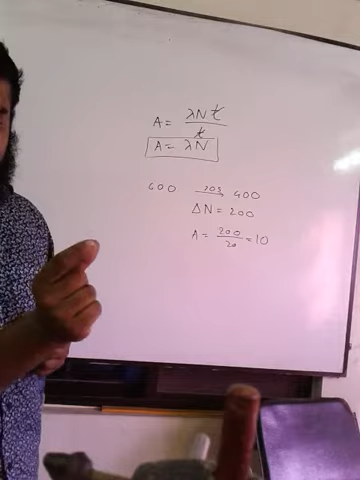 A = λNt / t
A = λN
600 20s → 400
ΔN = 200
A = 200 / 20 = 10